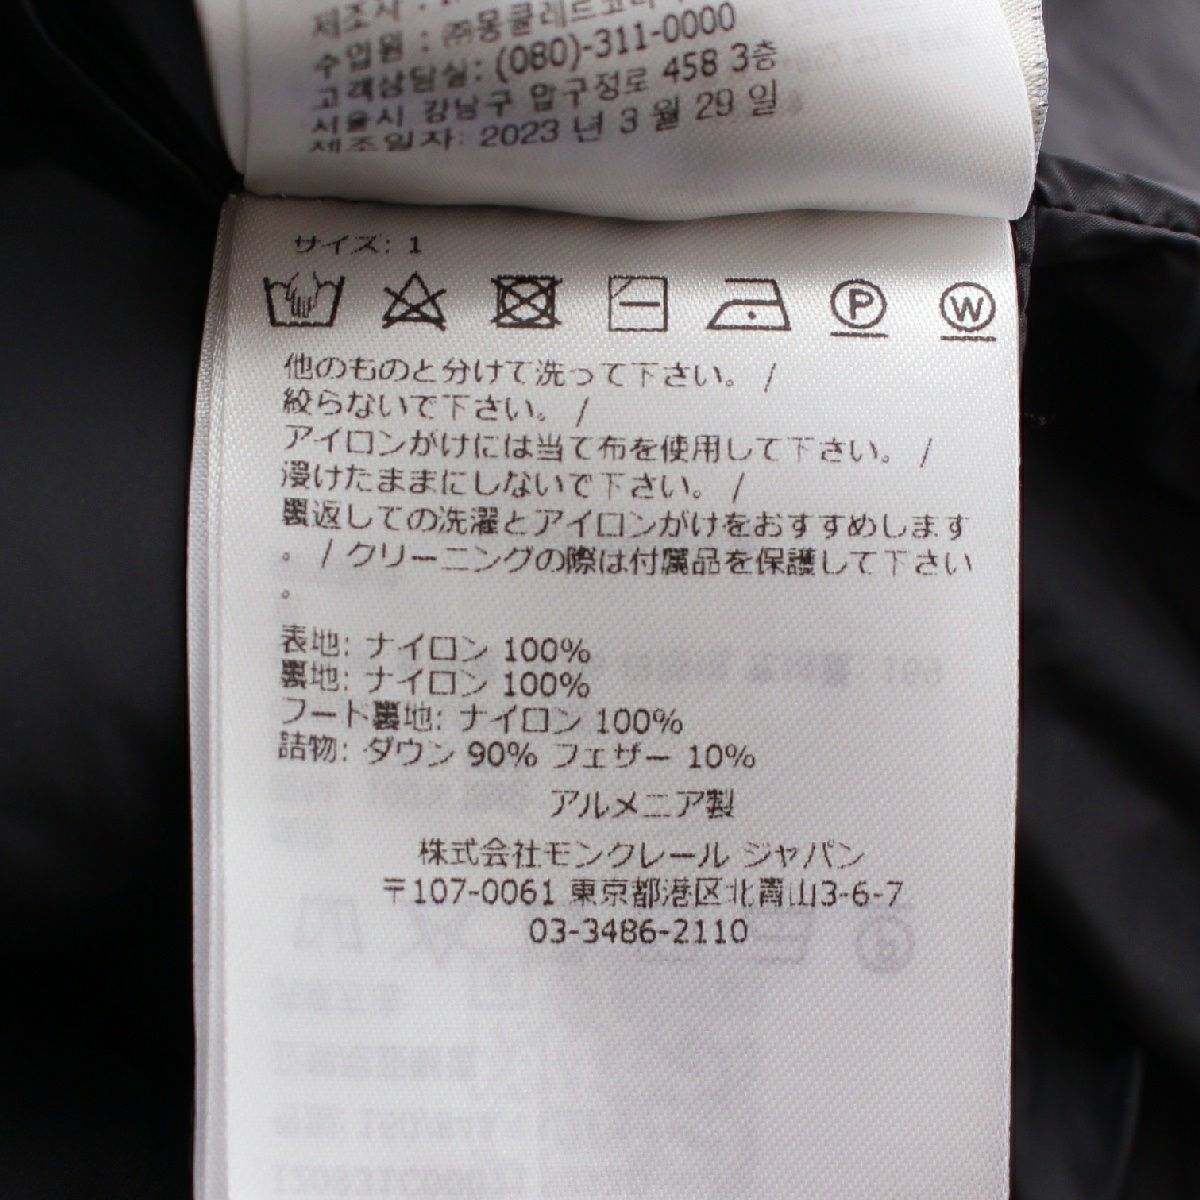 제조사 :
수입원 : ㈜몽클레르코리아
고객상담실: (080)-311-0000
서울시 강남구 압구정로 458 3층
제조일자: 2023 년 3 월 29 일
サイズ: 1
P
W
他のものと分けて洗って下さい。 /
絞らないで下さい。 /
アイロンがけには当て布を使用して下さい。 /
浸けたままにしないで下さい。 /
裏返しての洗濯とアイロンがけをおすすめします
。 / クリーニングの際は付属品を保護して下さい
。
表地: ナイロン 100%
裏地: ナイロン 100%
フード裏地: ナイロン 100%
詰物: ダウン 90% フェザー 10%
アルメニア製
株式会社モンクレール ジャパン
〒107-0061 東京都港区北青山3-6-7
03-3486-2110